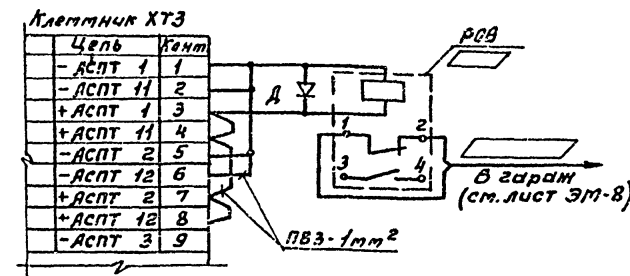 Клеммник ХТ3
Цепь Конт.
-АСПТ 1 1
-АСПТ 11 2
+АСПТ 1 3
+АСПТ 11 4
-АСПТ 2 5
-АСПТ 12 6
+АСПТ 2 7
+АСПТ 12 8
-АСПТ 3 9
Д
РОВ
1 2
3 4
В гараж
(см. лист ЭМ-8)
ПВ3-1мм²